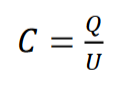 C = Q/U